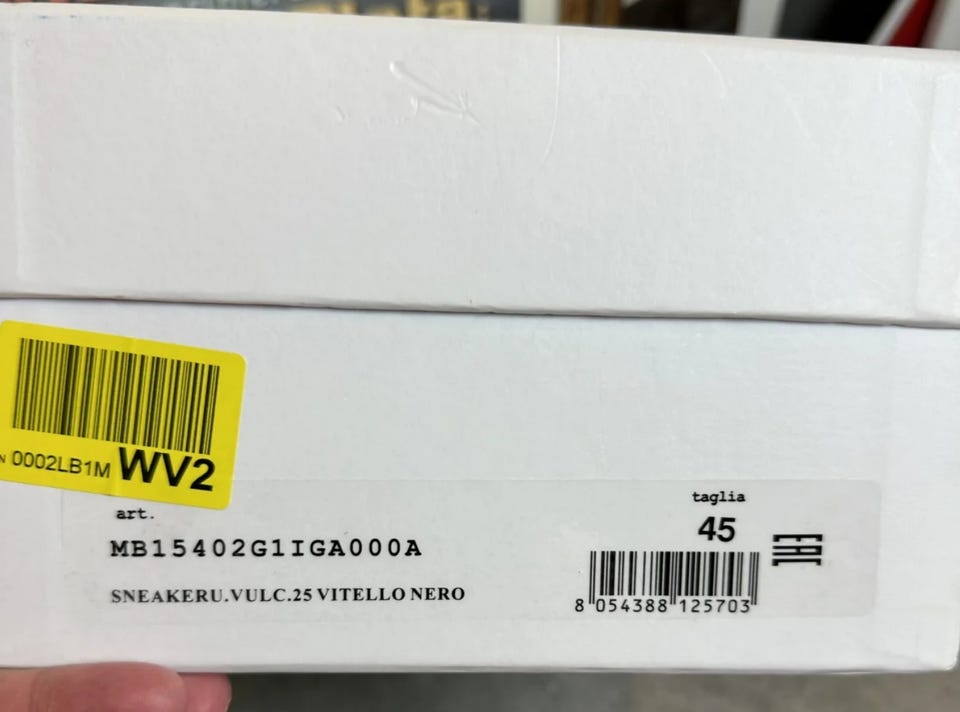 N 0002LB1M WV2
art.
MB15402G1IGA000A
SNEAKERU.VULC.25 VITELLO NERO
taglia
45
8 054388 125703
EAC